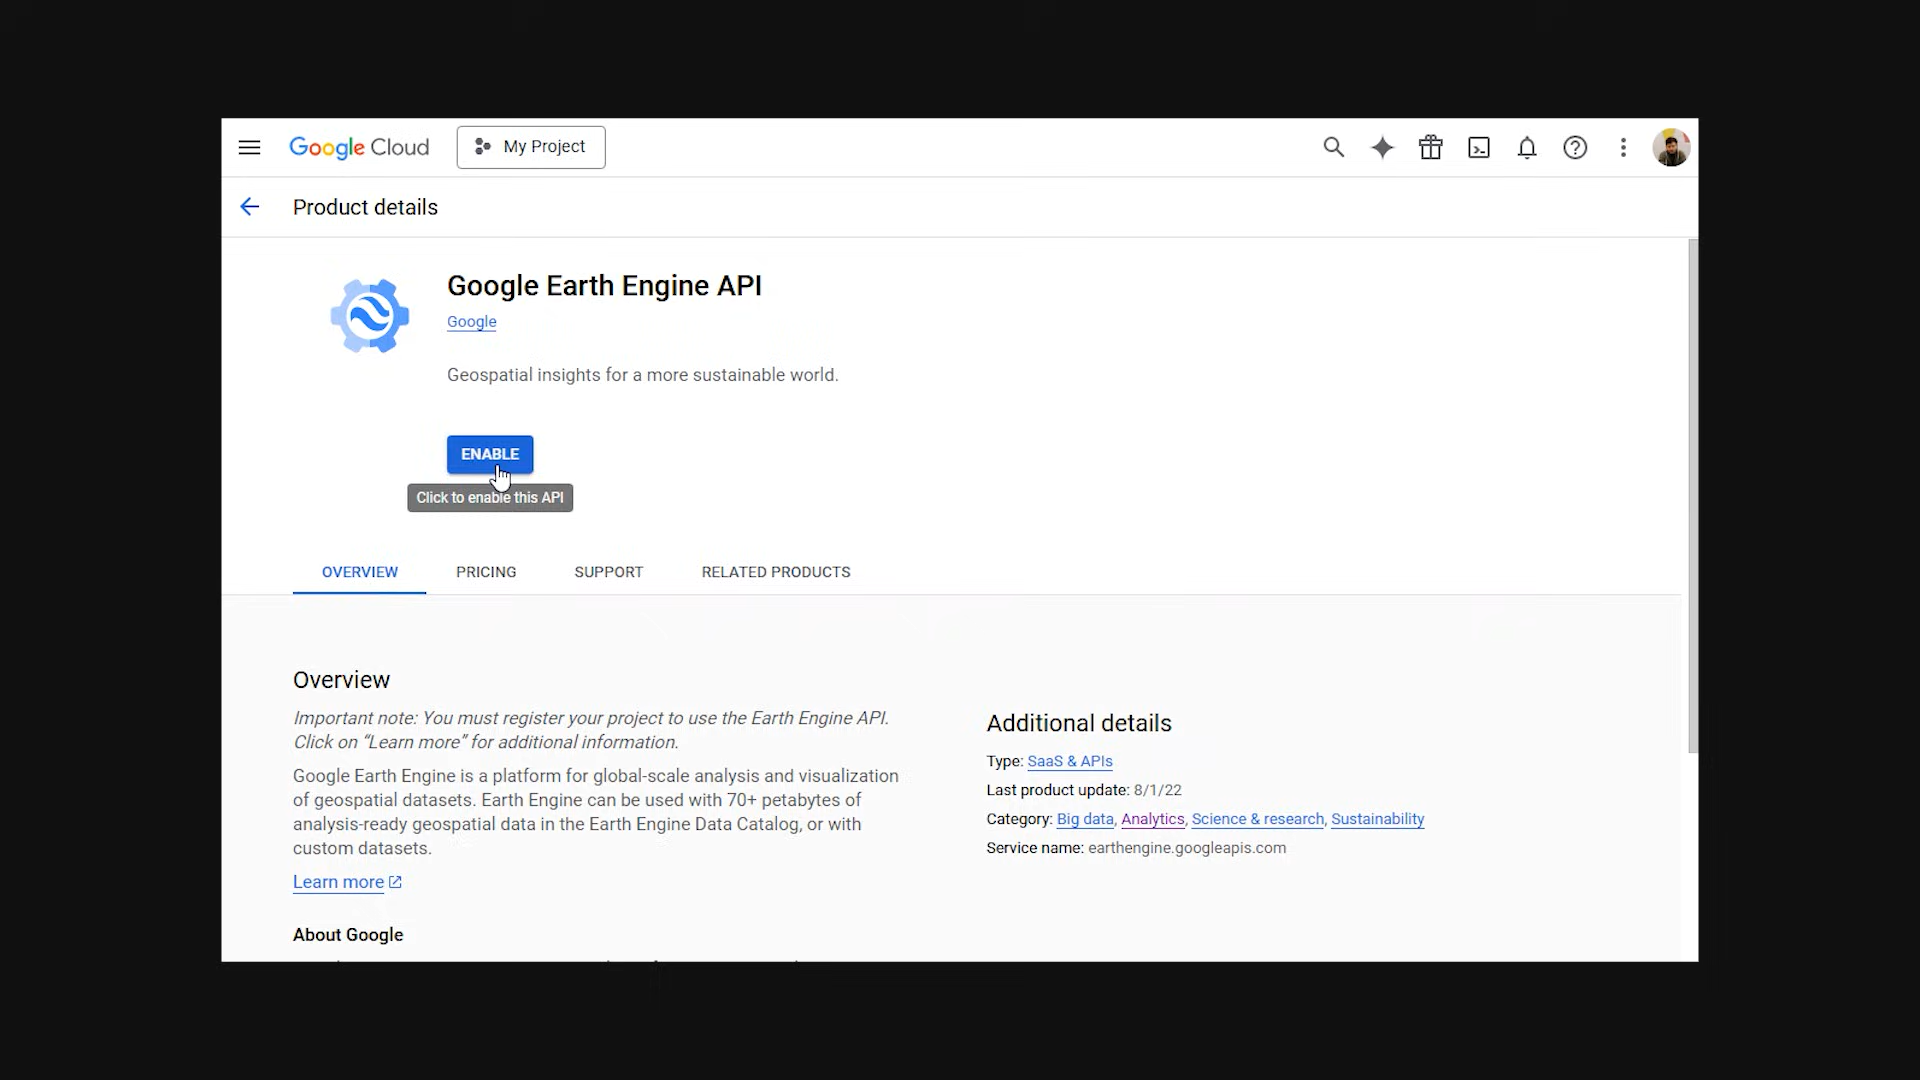 Google Cloud
My Project
Product details
Google Earth Engine API
Google
Geospatial insights for a more sustainable world.
ENABLE
Click to enable this API
OVERVIEW
PRICING
SUPPORT
RELATED PRODUCTS
Overview
Important note: You must register your project to use the Earth Engine API.
Click on “Learn more” for additional information.
Google Earth Engine is a platform for global-scale analysis and visualization
of geospatial datasets. Earth Engine can be used with 70+ petabytes of
analysis-ready geospatial data in the Earth Engine Data Catalog, or with
custom datasets.
Learn more
About Google
Additional details
Type: SaaS & APIs
Last product update: 8/1/22
Category: Big data, Analytics, Science & research, Sustainability
Service name: earthengine.googleapis.com